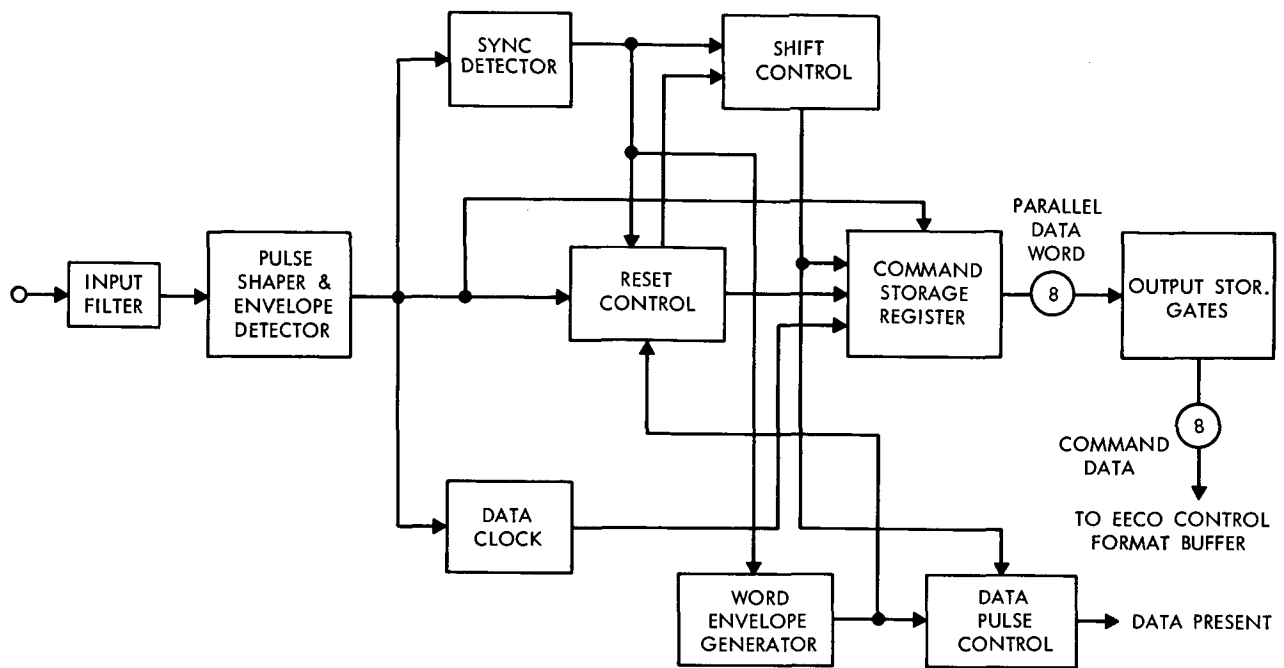 SYNC
DETECTOR
SHIFT
CONTROL
INPUT
FILTER
PULSE
SHAPER &
ENVELOPE
DETECTOR
RESET
CONTROL
COMMAND
STORAGE
REGISTER
PARALLEL
DATA
WORD
8
OUTPUT STOR.
GATES
8
COMMAND
DATA
TO EECO CONTROL
FORMAT BUFFER
DATA
CLOCK
WORD
ENVELOPE
GENERATOR
DATA
PULSE
CONTROL
DATA PRESENT